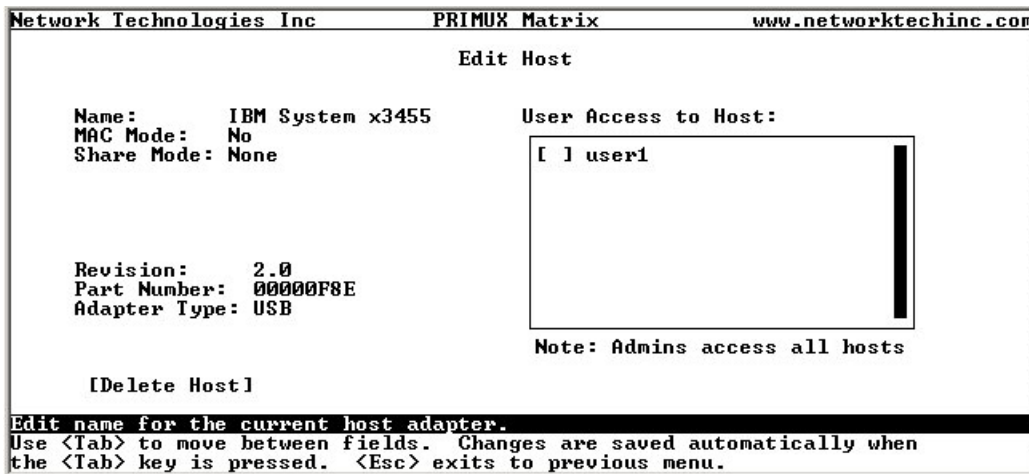 Network Technologies Inc PRIMUX Matrix www.networktechinc.com
Edit Host
Name: IBM System x3455 User Access to Host:
MAC Mode: No
Share Mode: None [ ] user1
Revision: 2.0
Part Number: 00000F8E
Adapter Type: USB
Note: Admins access all hosts
[Delete Host]
Edit name for the current host adapter.
Use <Tab> to move between fields. Changes are saved automatically when
the <Tab> key is pressed. <Esc> exits to previous menu.